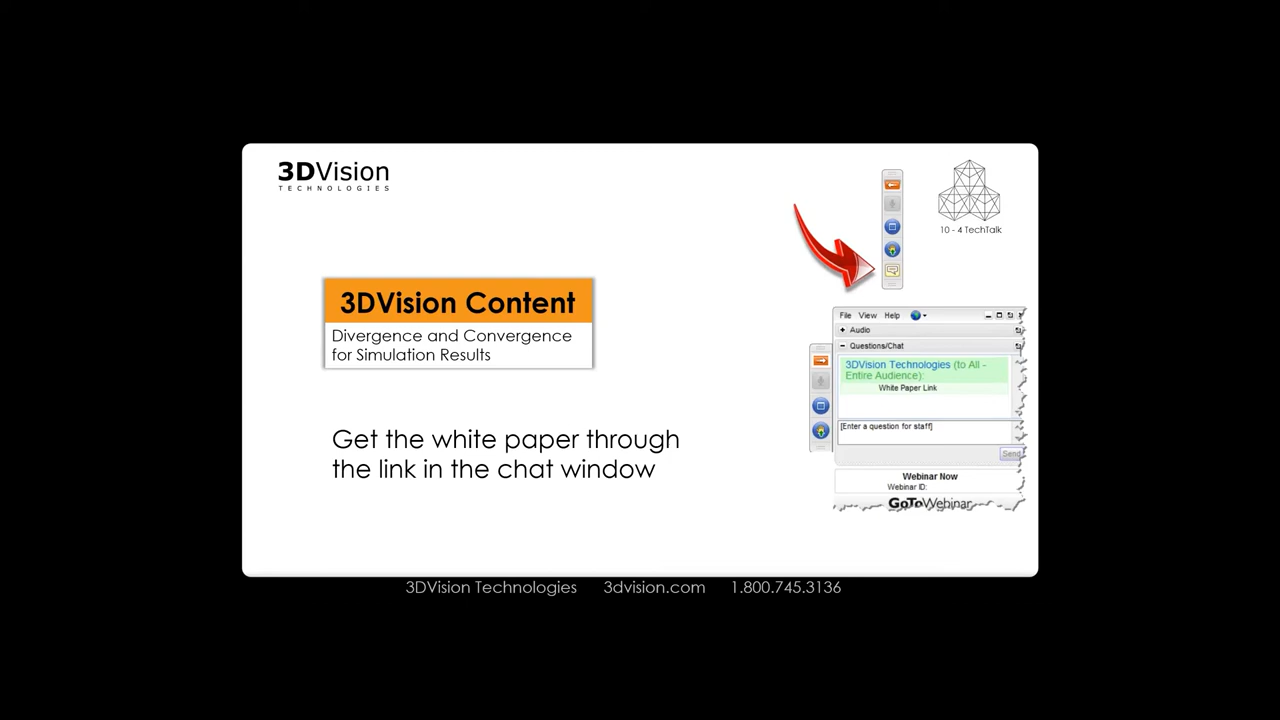 3DVision
TECHNOLOGIES
10 - 4 TechTalk
3DVision Content
Divergence and Convergence
for Simulation Results
Get the white paper through
the link in the chat window
File View Help
Audio
Questions/Chat
3DVision Technologies (to All -
Entire Audience):
White Paper Link
[Enter a question for staff]
Send
Webinar Now
Webinar ID:
GoToWebinar
3DVision Technologies 3dvision.com 1.800.745.3136